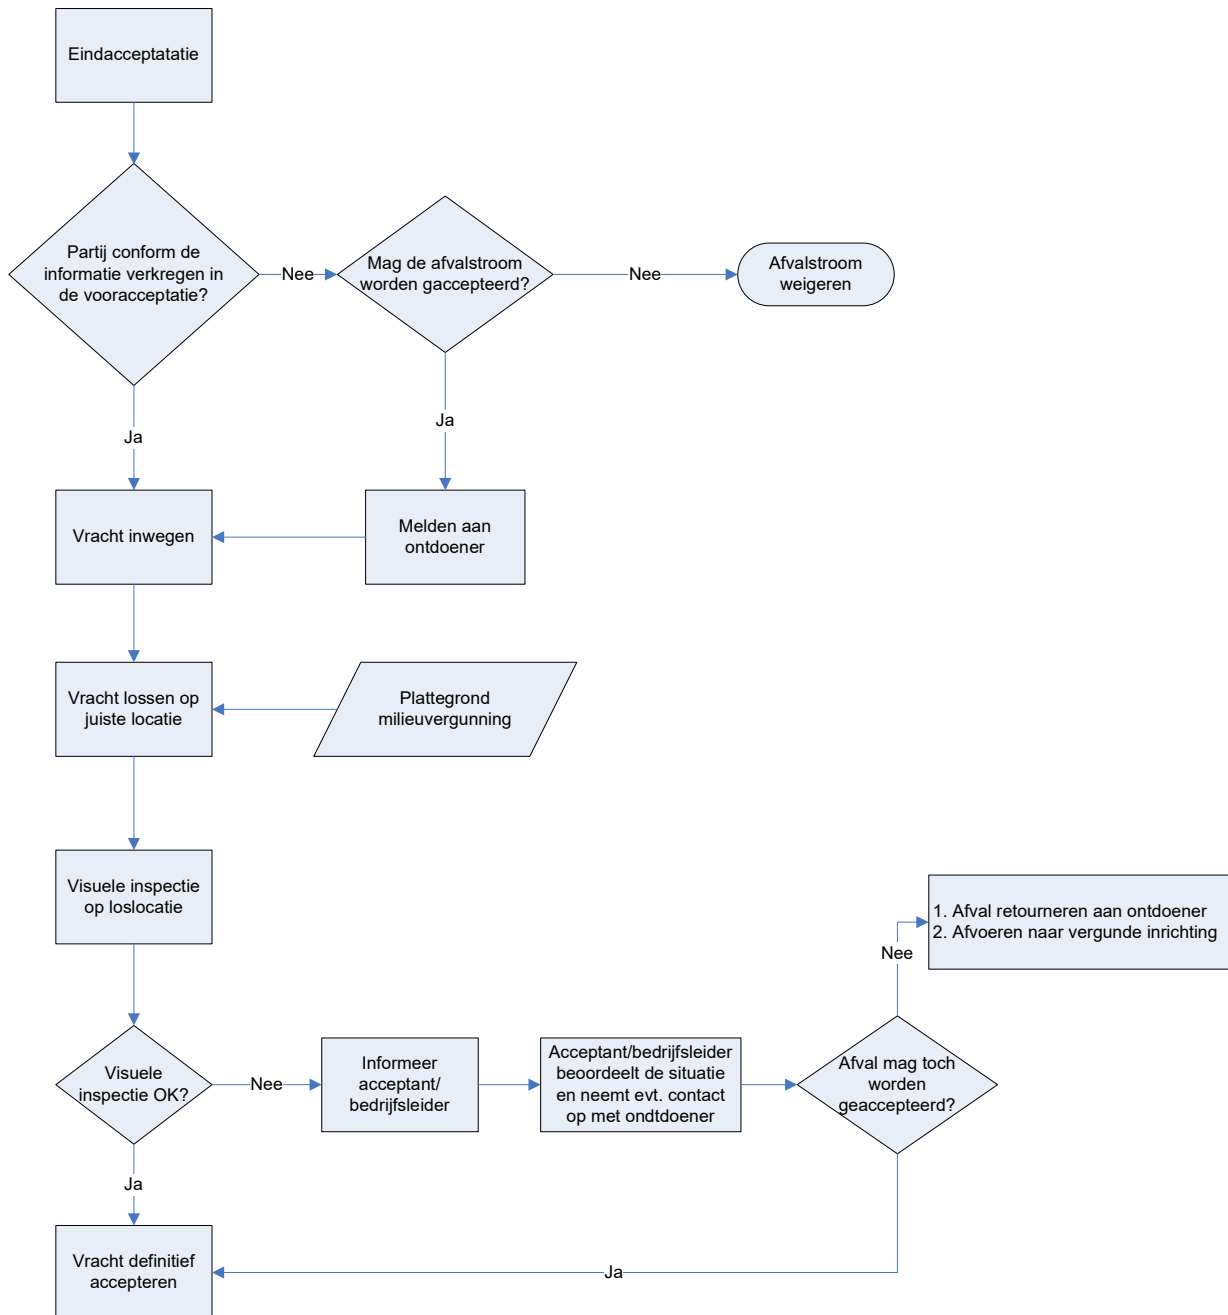 Eindacceptatatie
Partij conform de
informatie verkregen in
de vooracceptatie?
Nee
Mag de afvalstroom
worden gaccepteerd?
Nee
Afvalstroom
weigeren
Ja
Ja
Vracht inwegen
Melden aan
ontdoener
Vracht lossen op
juiste locatie
Plattegrond
milieuvergunning
Visuele inspectie
op loslocatie
1. Afval retourneren aan ontdoener
2. Afvoeren naar vergunde inrichting
Nee
Visuele
inspectie OK?
Nee
Informeer
acceptant/
bedrijfsleider
Acceptant/bedrijfsleider
beoordeelt de situatie
en neemt evt. contact
op met ondtdoener
Afval mag toch
worden
geaccepteerd?
Ja
Vracht definitief
accepteren
Ja